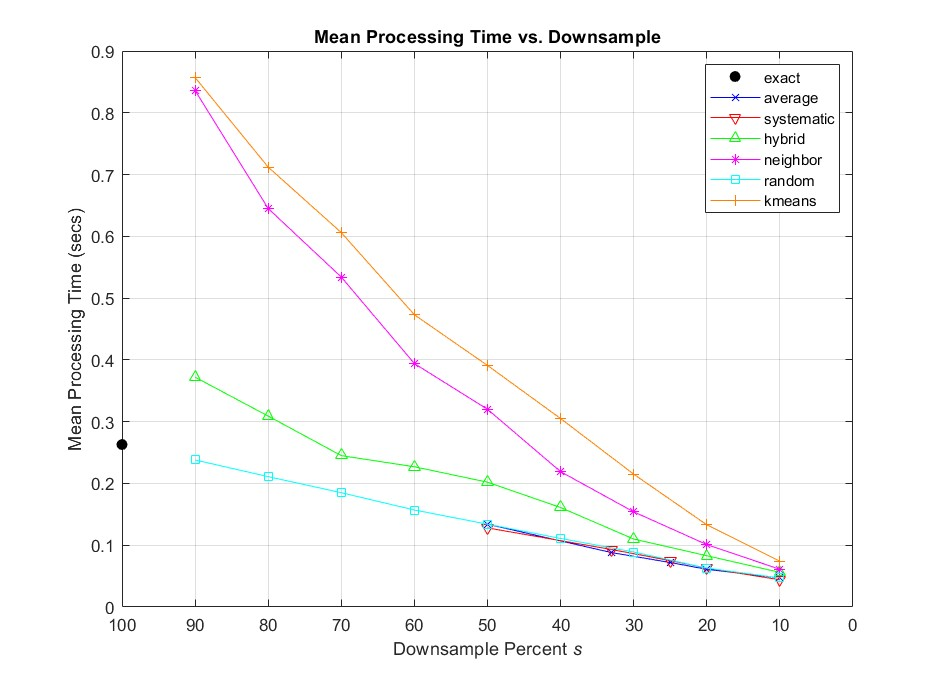 Mean Processing Time vs. Downsample
Mean Processing Time (secs)
0.9
0.8
0.7
0.6
0.5
0.4
0.3
0.2
0.1
0
exact
average
systematic
hybrid
neighbor
random
kmeans
100 90 80 70 60 50 40 30 20 10 0
Downsample Percent s